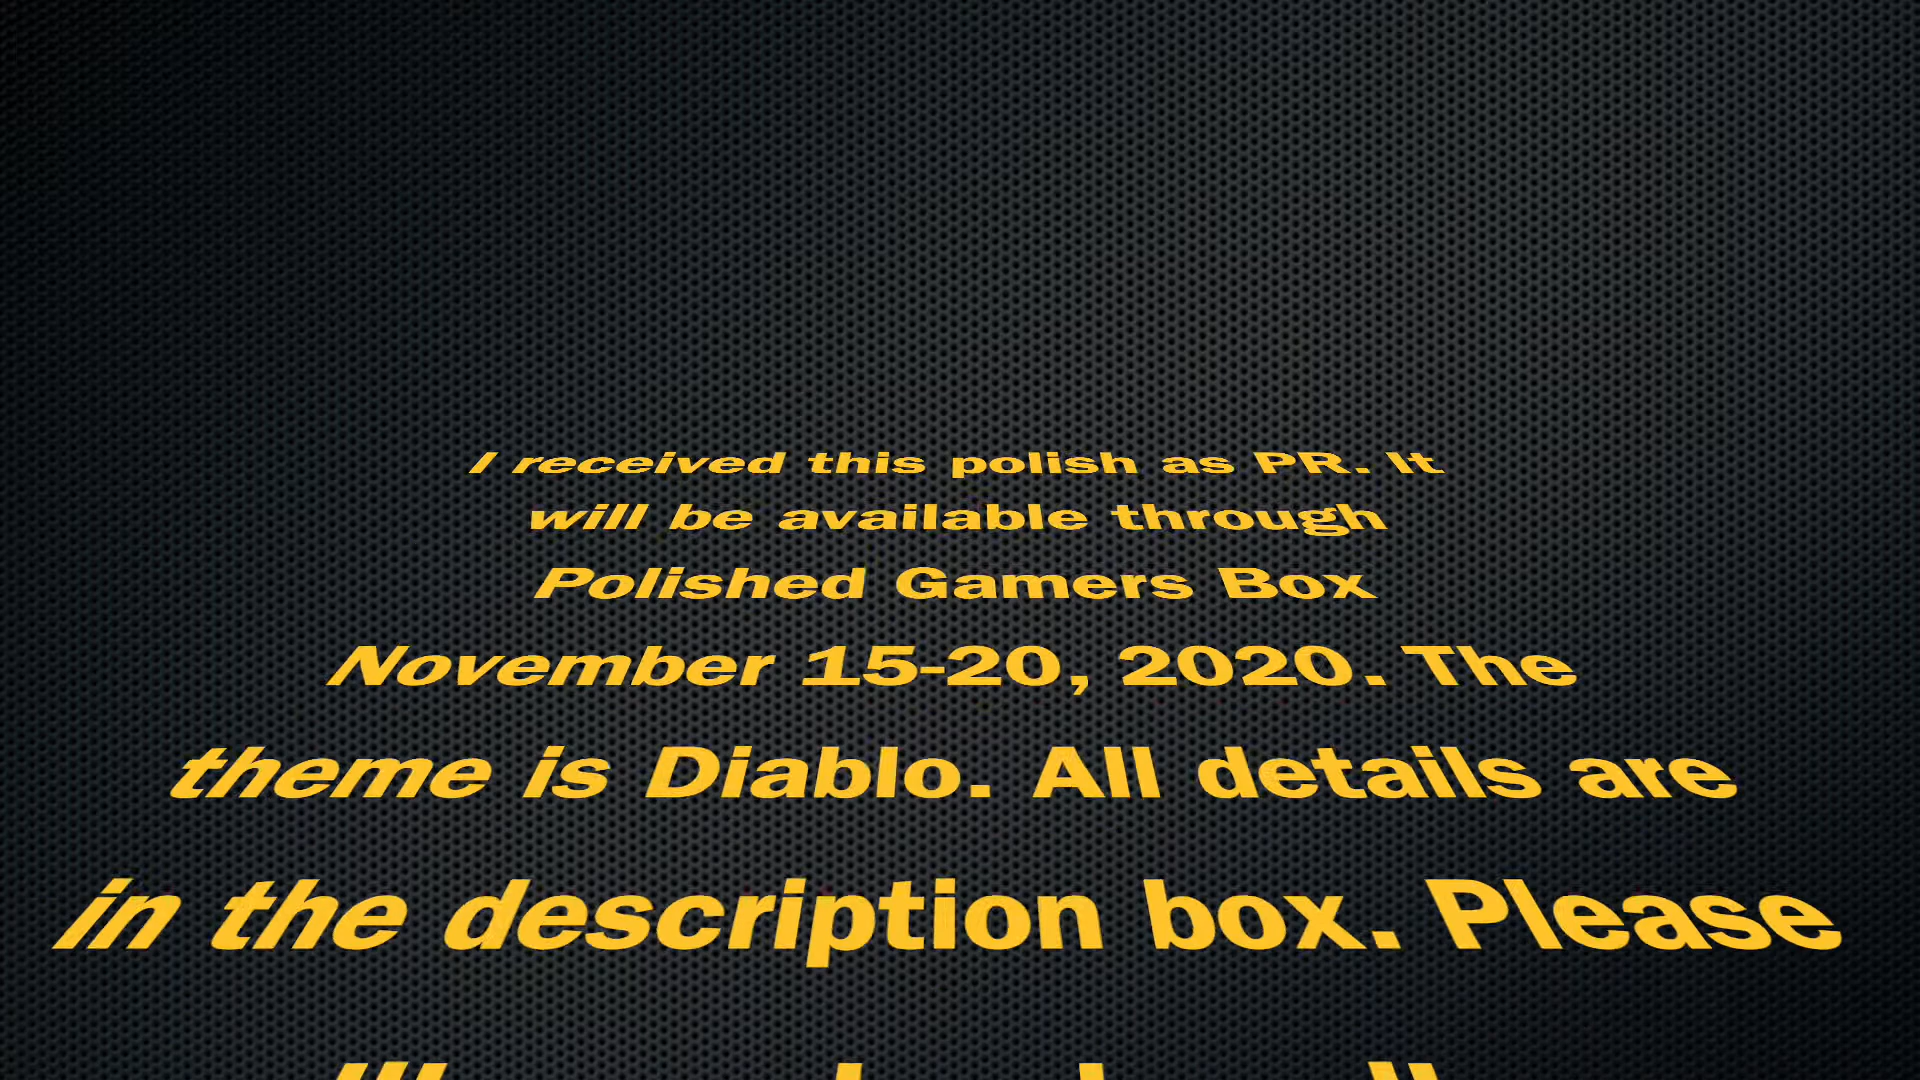 I received this polish as PR. It
will be available through
Polished Gamers Box
November 15-20, 2020. The
theme is Diablo. All details are
in the description box. Please